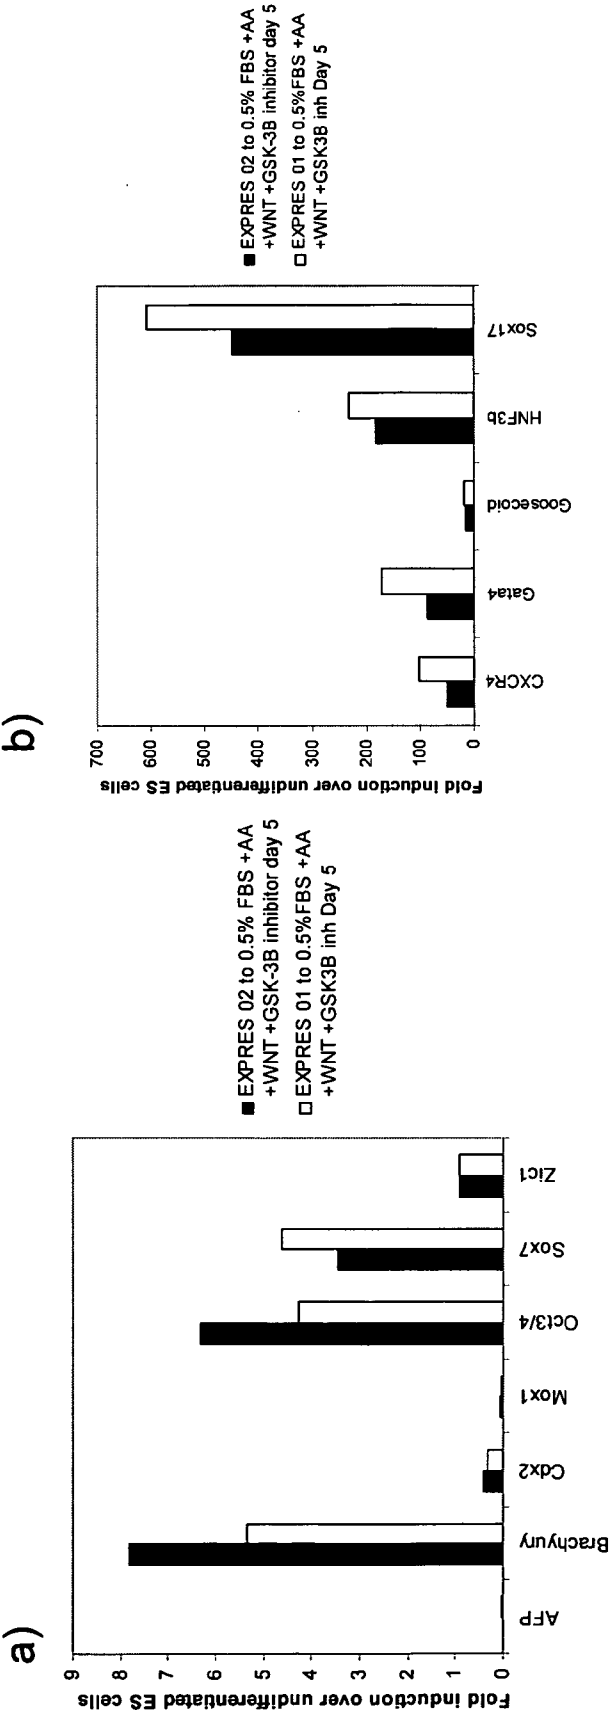 a)
Fold induction over undifferentiated ES cells
9
8
7
6
5
4
3
2
1
0
AFP
Brachyury
Cdx2
Mox1
Oct3/4
Sox7
Zic1
EXPRES 02 to 0.5% FBS +AA
+WNT +GSK-3B inhibitor day 5
EXPRES 01 to 0.5%FBS +AA
+WNT +GSK3B inh Day 5
b)
Fold induction over undifferentiated ES cells
700
600
500
400
300
200
100
0
CXCR4
Gata4
Goosecoid
HNF3b
Sox17
EXPRES 02 to 0.5% FBS +AA
+WNT +GSK-3B inhibitor day 5
EXPRES 01 to 0.5%FBS +AA
+WNT +GSK3B inh Day 5